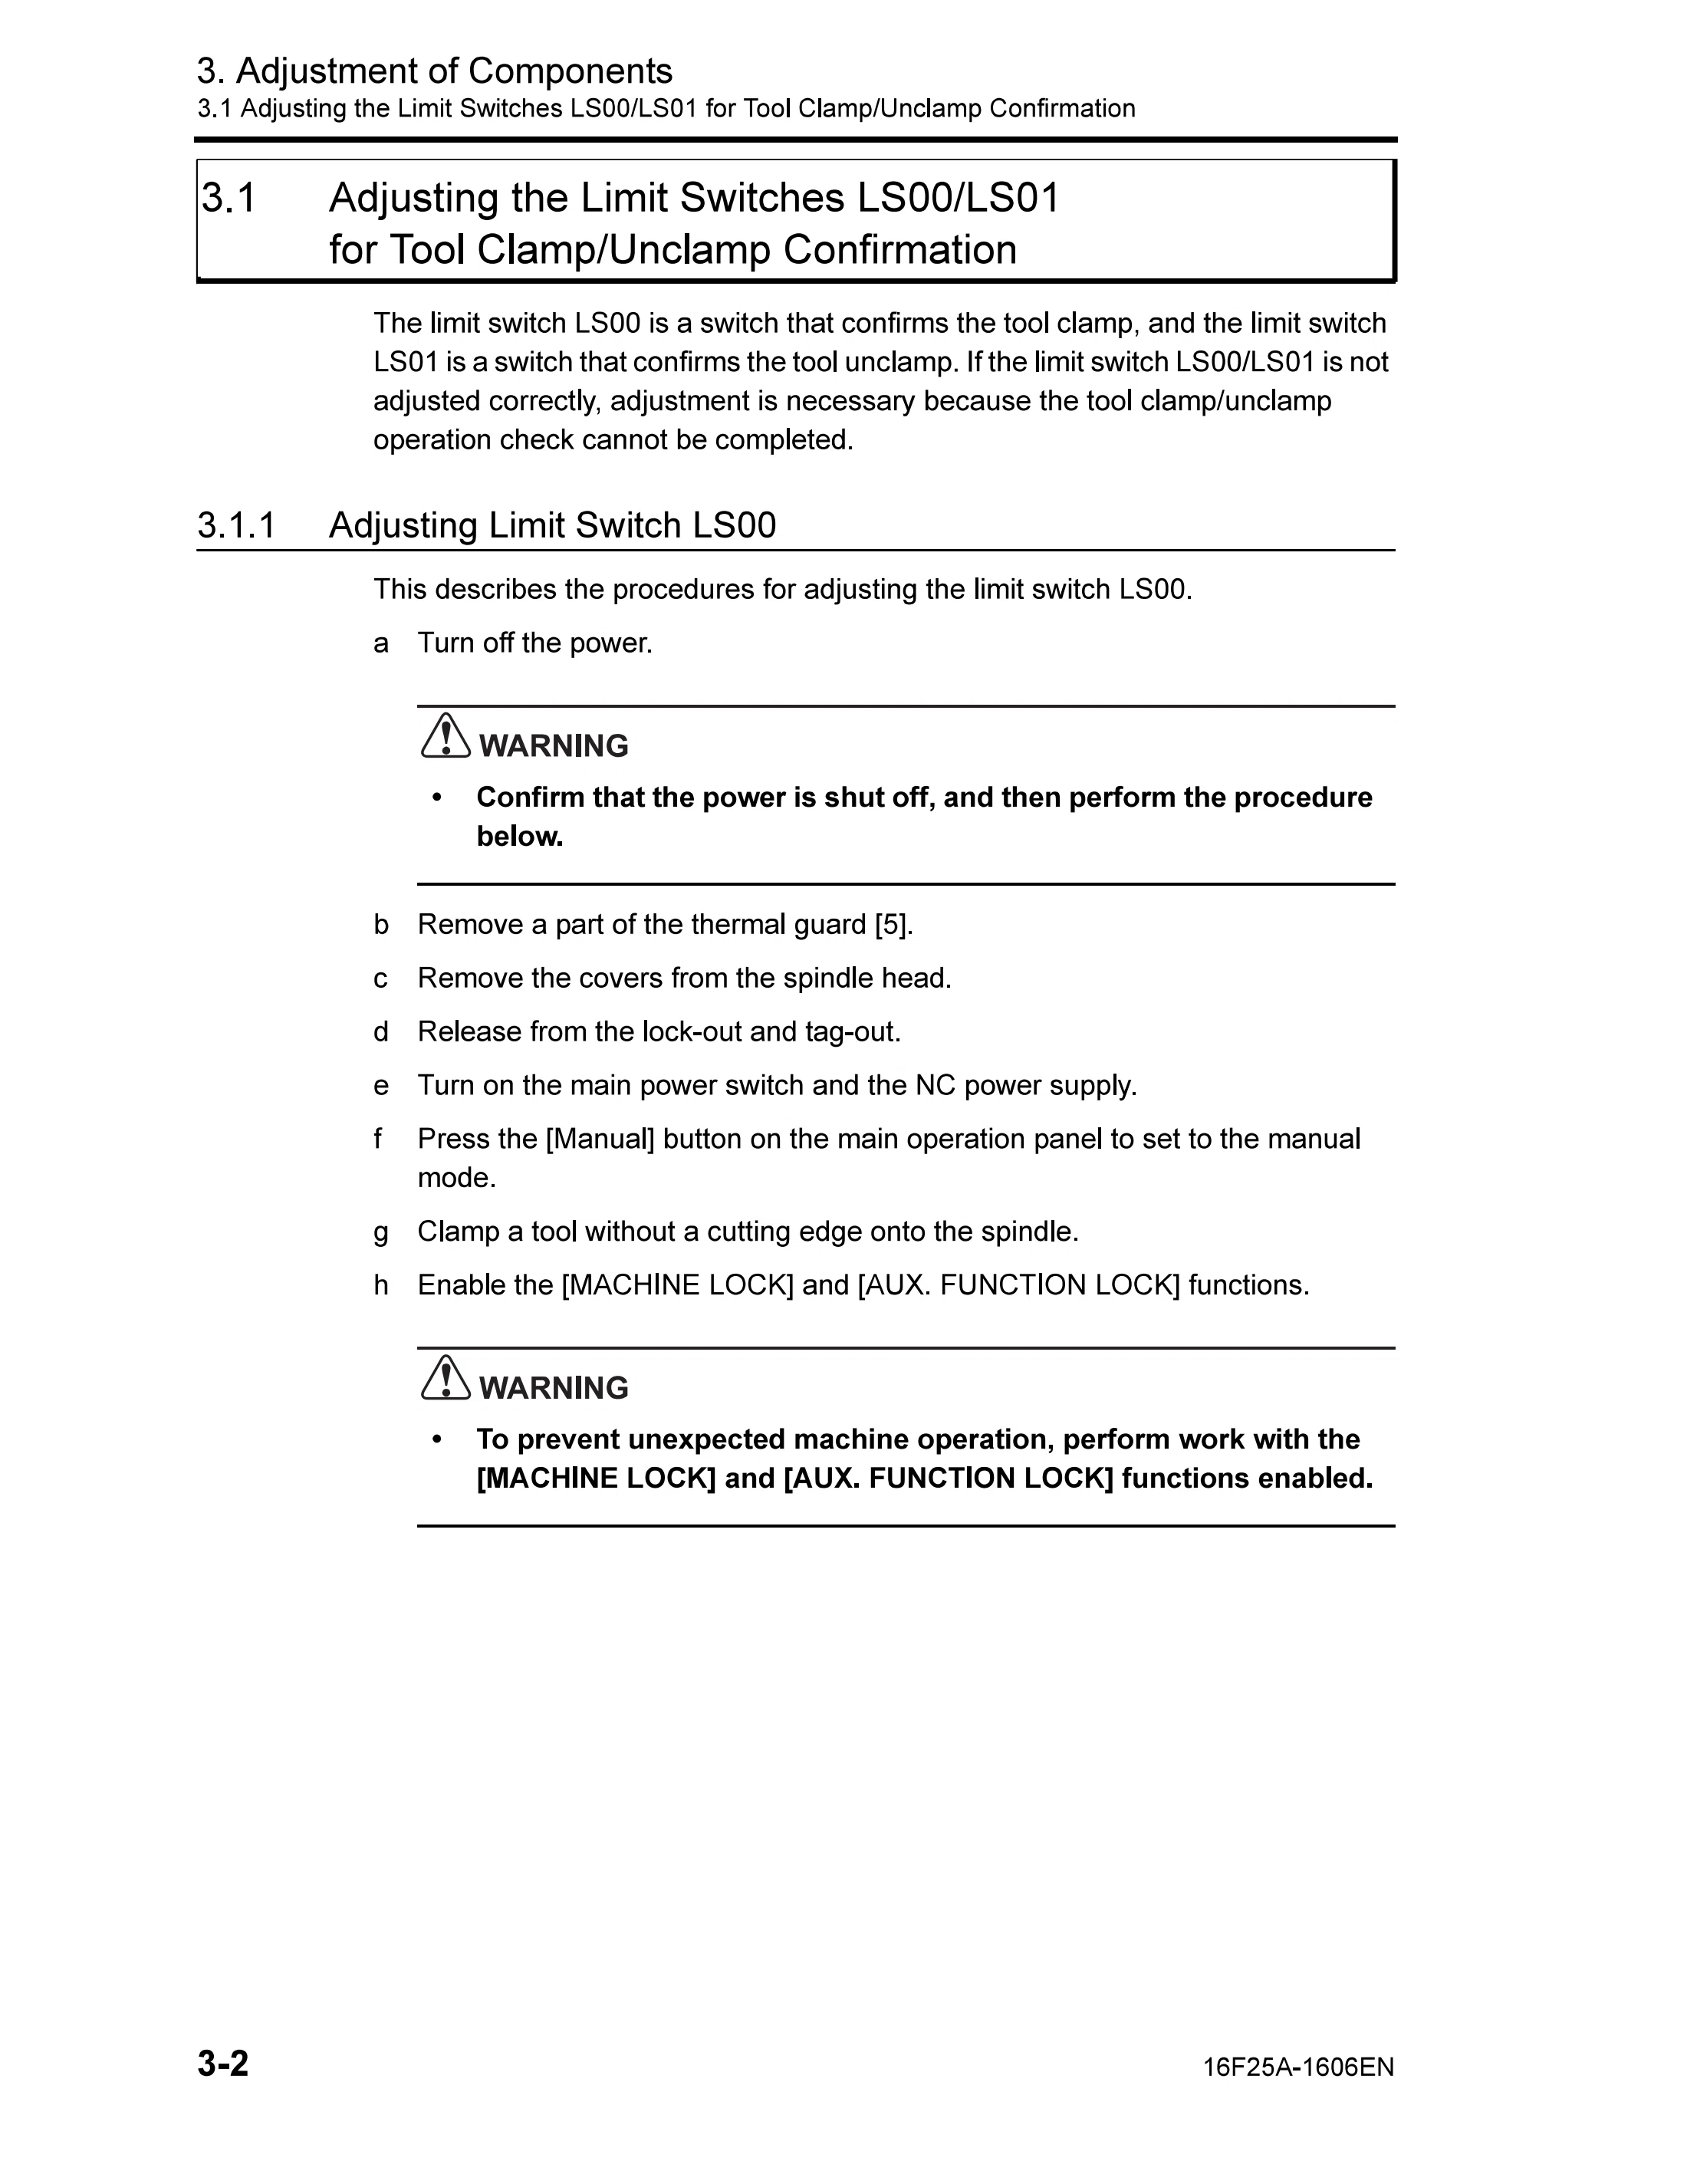 3. Adjustment of Components
3.1 Adjusting the Limit Switches LS00/LS01 for Tool Clamp/Unclamp Confirmation
3.1 Adjusting the Limit Switches LS00/LS01
for Tool Clamp/Unclamp Confirmation
The limit switch LS00 is a switch that confirms the tool clamp, and the limit switch
LS01 is a switch that confirms the tool unclamp. If the limit switch LS00/LS01 is not
adjusted correctly, adjustment is necessary because the tool clamp/unclamp
operation check cannot be completed.
3.1.1 Adjusting Limit Switch LS00
This describes the procedures for adjusting the limit switch LS00.
a Turn off the power.
WARNING
• Confirm that the power is shut off, and then perform the procedure
below.
b Remove a part of the thermal guard [5].
c Remove the covers from the spindle head.
d Release from the lock-out and tag-out.
e Turn on the main power switch and the NC power supply.
f Press the [Manual] button on the main operation panel to set to the manual
mode.
g Clamp a tool without a cutting edge onto the spindle.
h Enable the [MACHINE LOCK] and [AUX. FUNCTION LOCK] functions.
WARNING
• To prevent unexpected machine operation, perform work with the
[MACHINE LOCK] and [AUX. FUNCTION LOCK] functions enabled.
3-2 16F25A-1606EN